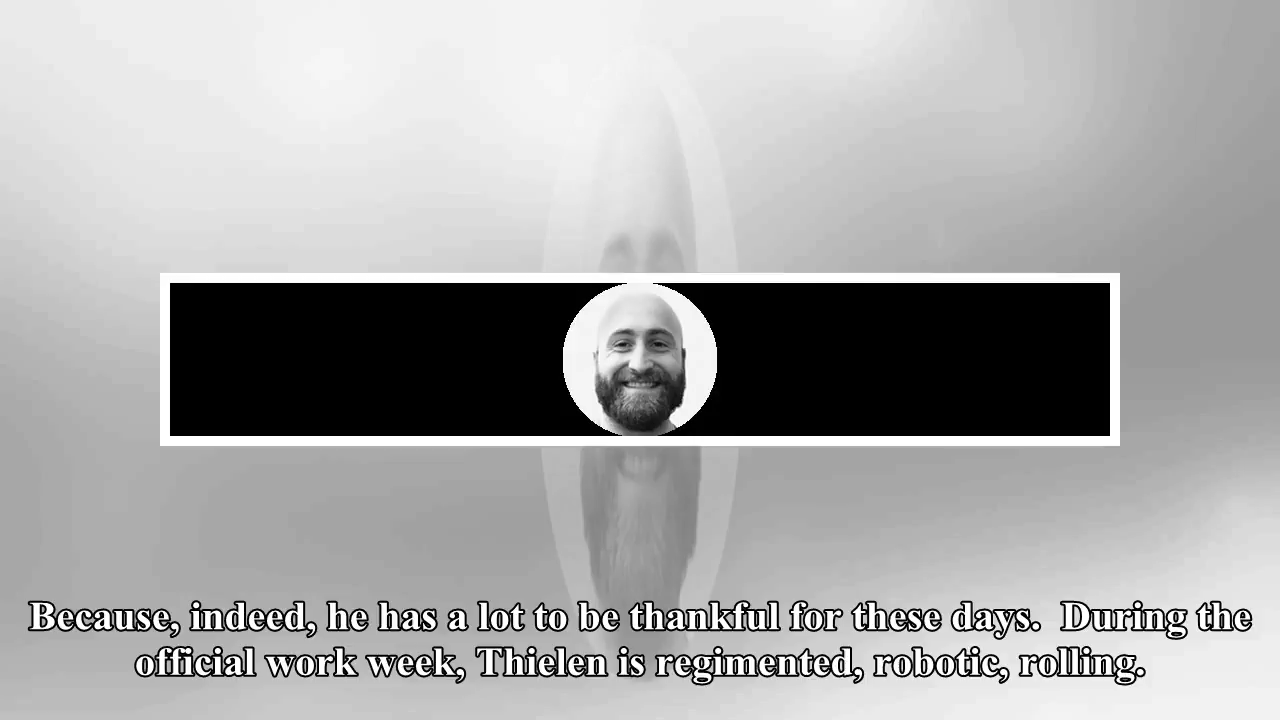 Because, indeed, he has a lot to be thankful for these days.  During the
official work week, Thielen is regimented, robotic, rolling.